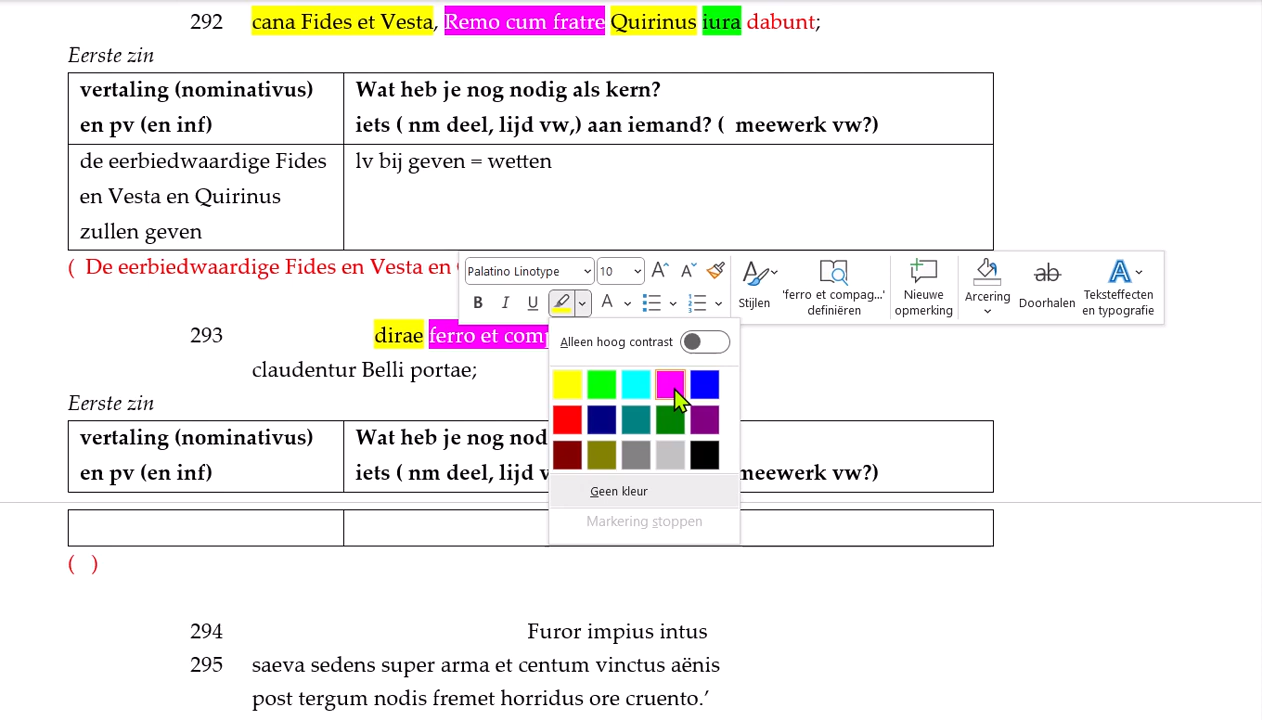 292 cana Fides et Vesta, Remo cum fratre Quirinus iura dabunt;
Eerste zin
vertaling (nominativus) en pv (en inf)
Wat heb je nog nodig als kern?
iets ( nm deel, lijd vw,) aan iemand? ( meewerk vw?)
de eerbiedwaardige Fides
en Vesta en Quirinus
zullen geven
lv bij geven = wetten
( De eerbiedwaardige Fides en Vesta en
Palatino Linotype 10
Stijlen
'ferro et compag...' definiëren
Nieuwe opmerking
Arcering
Doorhalen
Teksteffecten en typografie
293 dirae ferro et com
Alleen hoog contrast
claudentur Belli portae;
Eerste zin
vertaling (nominativus) en pv (en inf)
Wat heb je nog nod
iets ( nm deel, lijd v
meewerk vw?)
Geen kleur
Markering stoppen
( )
294 Furor impius intus
295 saeva sedens super arma et centum vinctus aënis
post tergum nodis fremet horridus ore cruento.’